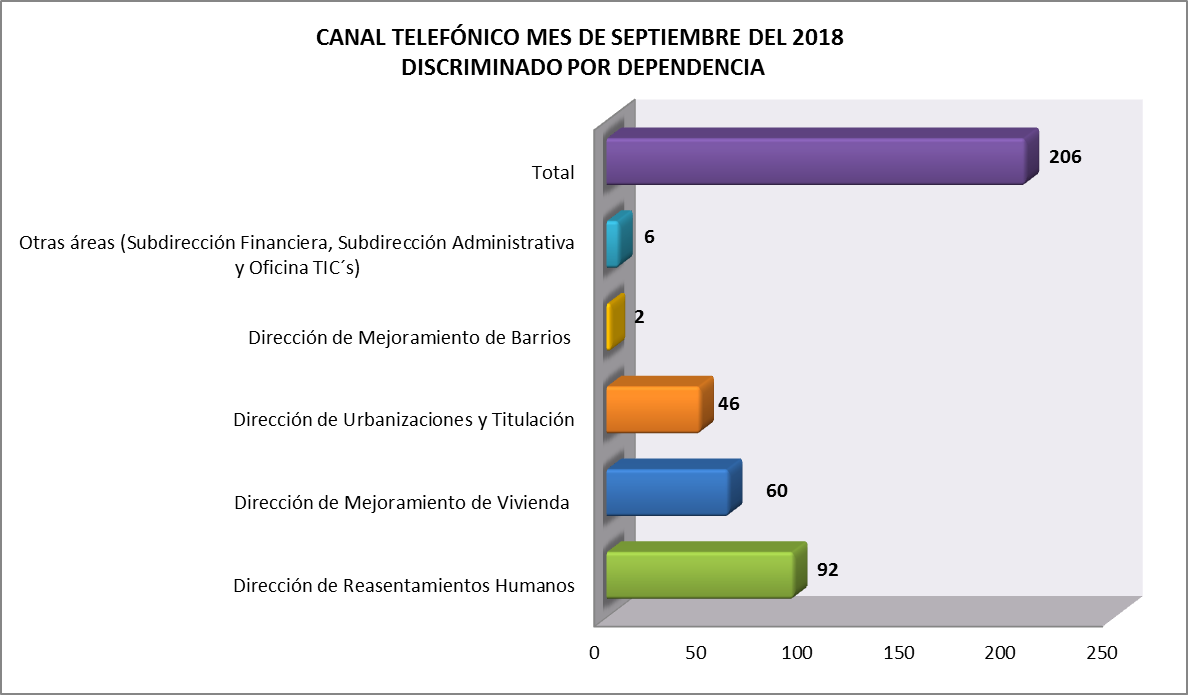 CANAL TELEFÓNICO MES DE SEPTIEMBRE DEL 2018
DISCRIMINADO POR DEPENDENCIA
Total
206
Otras áreas (Subdirección Financiera, Subdirección Administrativa
y Oficina TIC´s)
6
Dirección de Mejoramiento de Barrios
2
Dirección de Urbanizaciones y Titulación
46
Dirección de Mejoramiento de Vivienda
60
Dirección de Reasentamientos Humanos
92
0 50 100 150 200 250